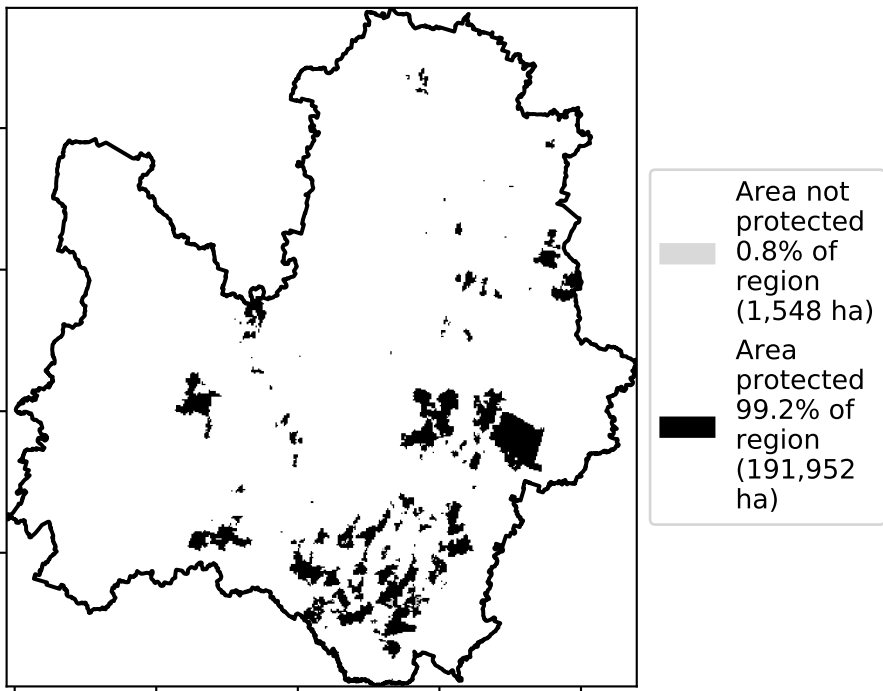 Area not
protected
0.8% of
region
(1,548 ha)
Area
protected
99.2% of
region
(191,952
ha)